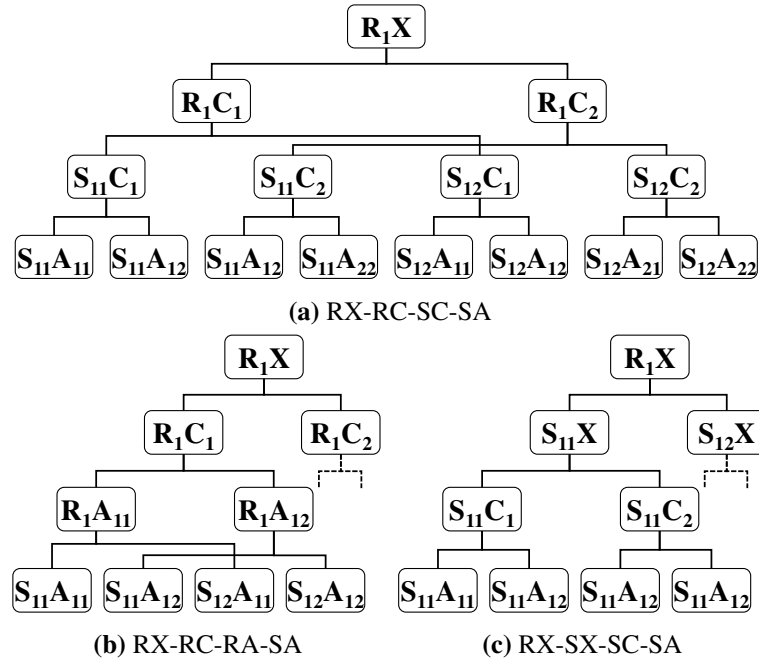 R₁X
R₁C₁ R₁C₂
S₁₁C₁ S₁₁C₂ S₁₂C₁ S₁₂C₂
S₁₁A₁₁ S₁₁A₁₂ S₁₁A₁₂ S₁₁A₂₂ S₁₂A₁₁ S₁₂A₁₂ S₁₂A₂₁ S₁₂A₂₂
(a) RX-RC-SC-SA
R₁X
R₁C₁ R₁C₂
R₁A₁₁ R₁A₁₂
S₁₁A₁₁ S₁₁A₁₂ S₁₂A₁₁ S₁₂A₁₂
(b) RX-RC-RA-SA
R₁X
S₁₁X S₁₂X
S₁₁C₁ S₁₁C₂
S₁₁A₁₁ S₁₁A₁₂ S₁₁A₁₂ S₁₁A₁₂
(c) RX-SX-SC-SA